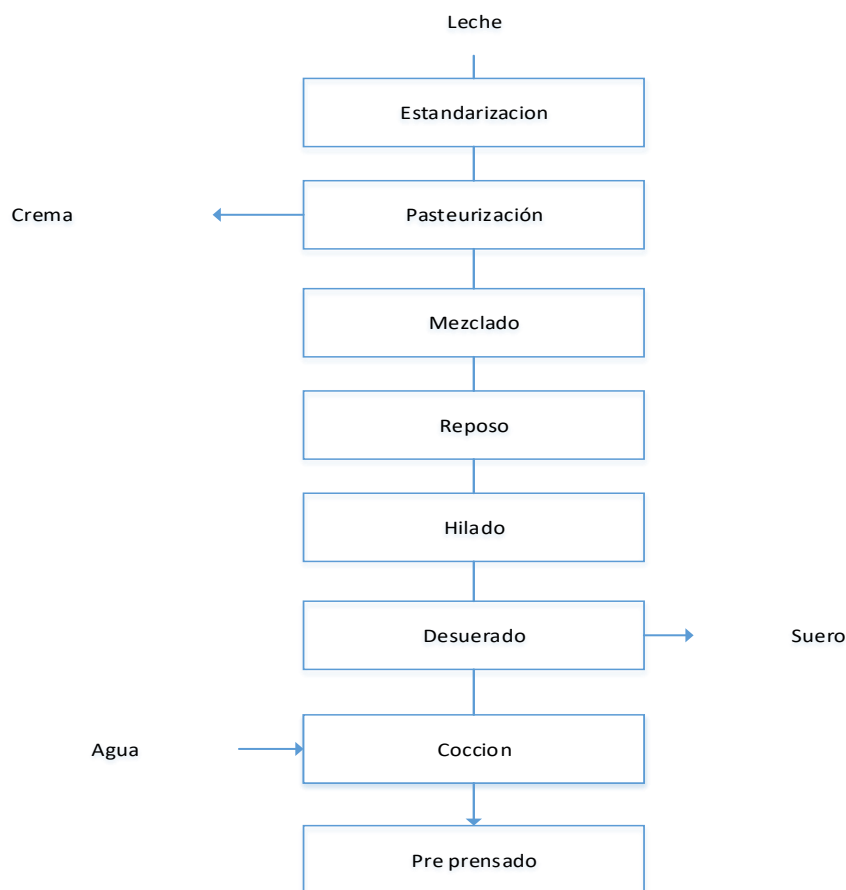 Leche
Estandarizacion
Crema
Pasteurización
Mezclado
Reposo
Hilado
Desuerado
Suero
Agua
Coccion
Pre prensado